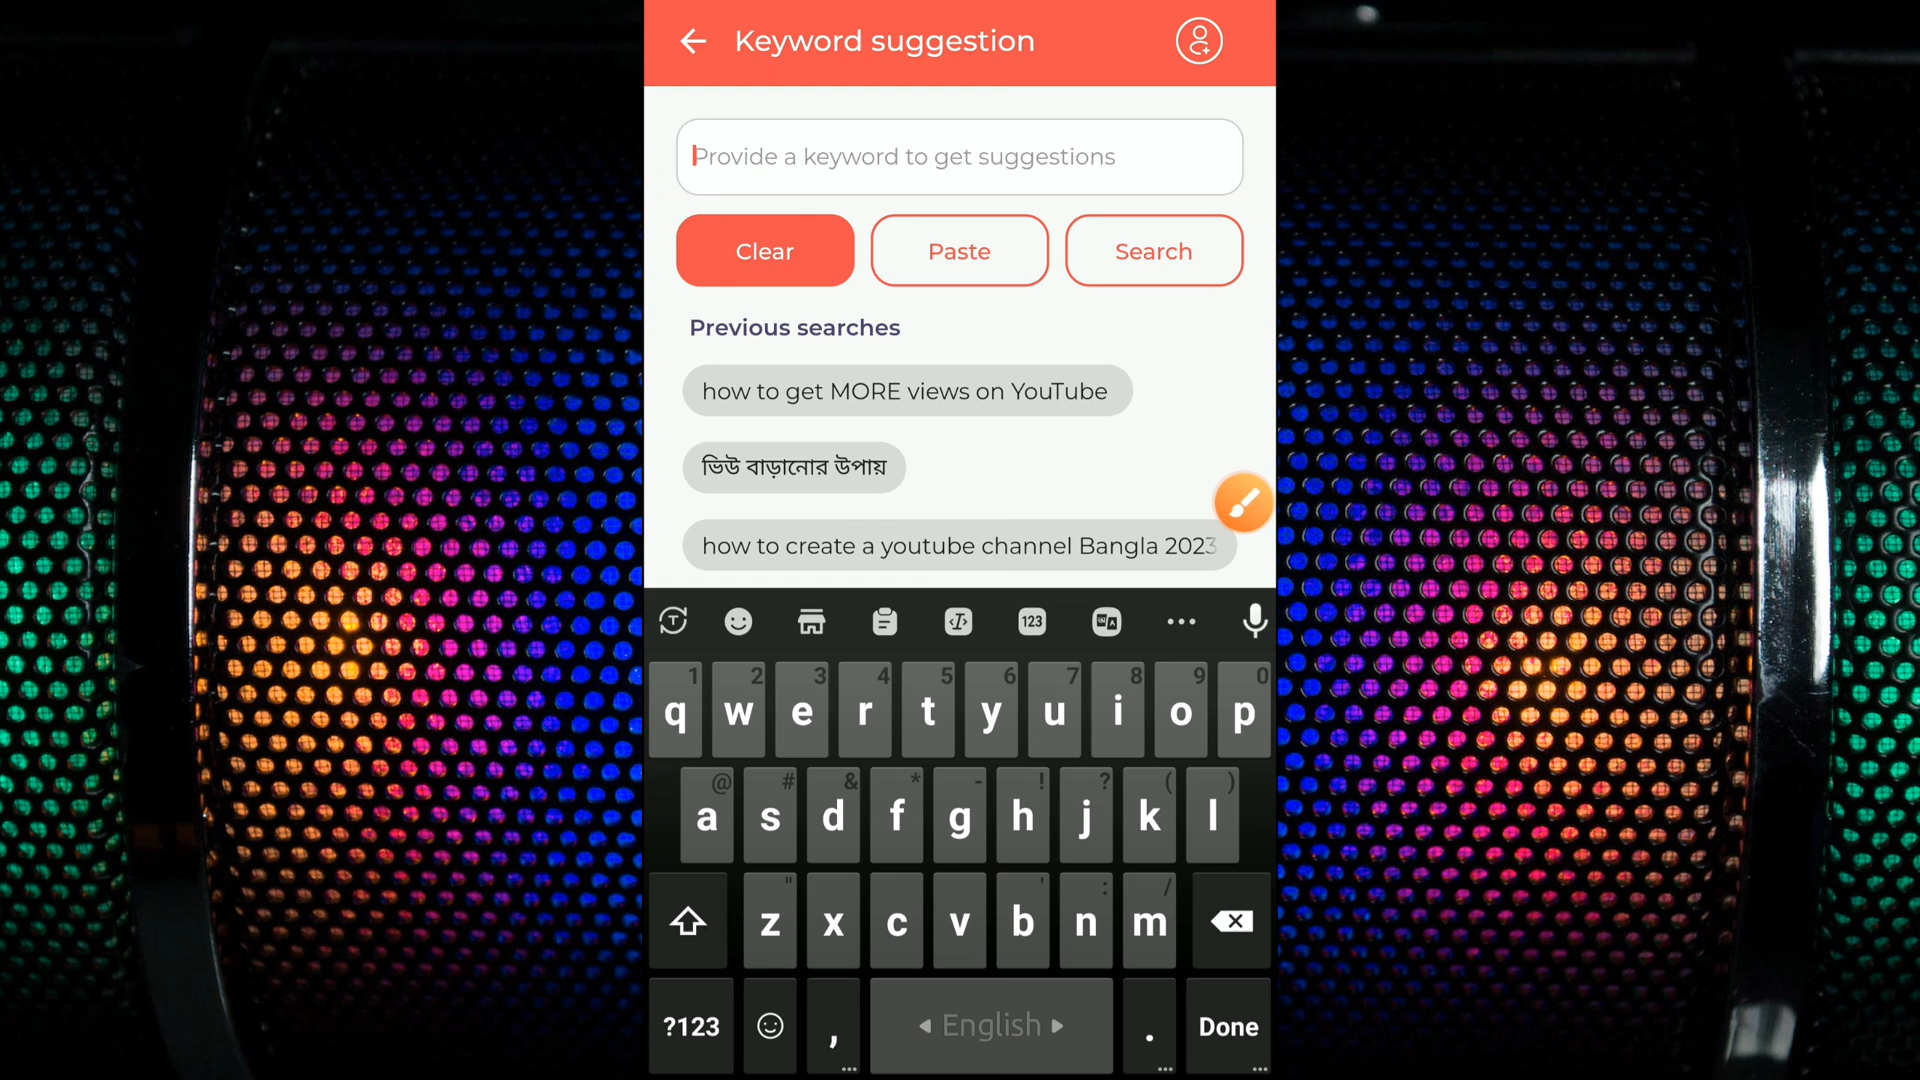 Keyword suggestion
Provide a keyword to get suggestions
Clear Paste Search
Previous searches
how to get MORE views on YouTube
ভিউ বাড়ানোর উপায়
how to create a youtube channel Bangla 2023
123
1 2 3 4 5 6 7 8 9 0
q w e r t y u i o p
@ # & * - ! ? ( )
a s d f g h j k l
" ' : /
z x c v b n m
?123 , English . Done